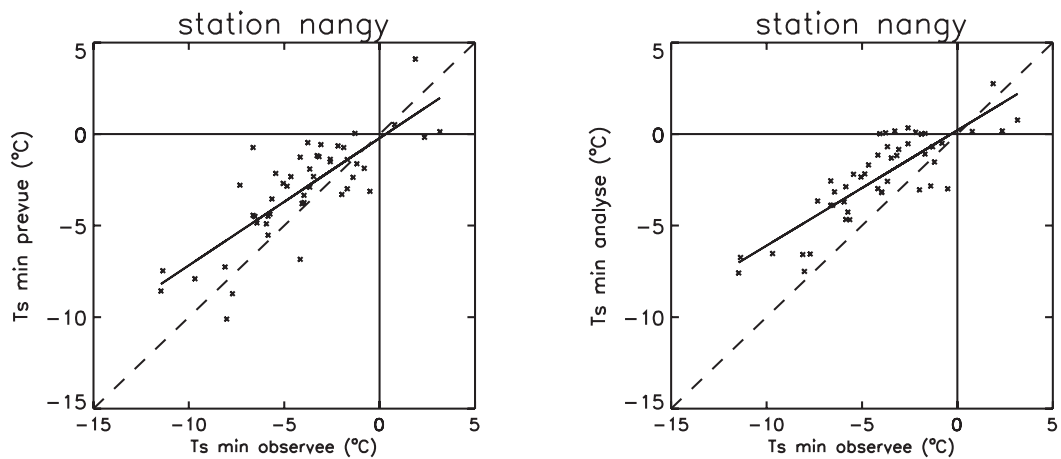 station nangy
5
0
−5
−10
−15
−15 −10 −5 0 5
Ts min prevue (°C)
Ts min observee (°C)
station nangy
5
0
−5
−10
−15
−15 −10 −5 0 5
Ts min analyse (°C)
Ts min observee (°C)